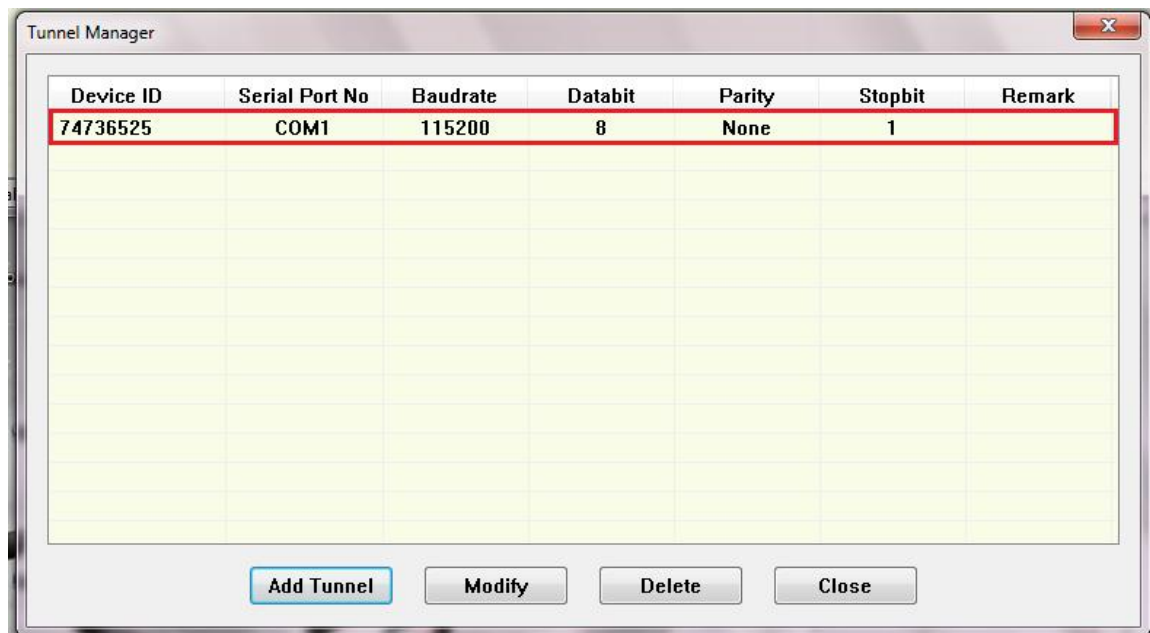 Tunnel Manager
Device ID Serial Port No Baudrate Databit Parity Stopbit Remark
74736525 COM1 115200 8 None 1
Add Tunnel Modify Delete Close